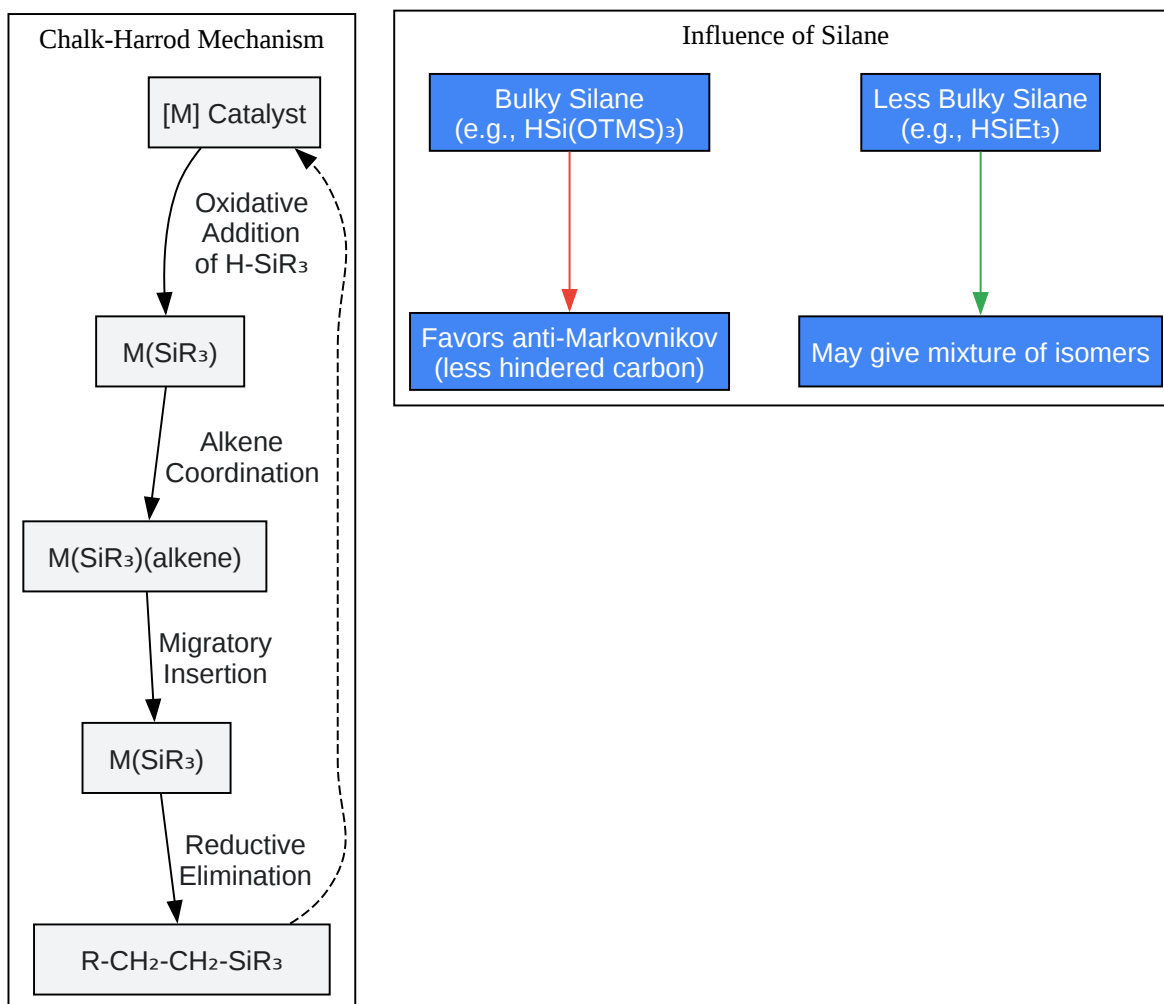 Chalk-Harrod Mechanism
[M] Catalyst
Oxidative
Addition
of H-SiR₃
M(SiR₃)
Alkene
Coordination
M(SiR₃)(alkene)
Migratory
Insertion
M(SiR₃)
Reductive
Elimination
R-CH₂-CH₂-SiR₃
Influence of Silane
Bulky Silane
(e.g., HSi(OTMS)₃)
Favors anti-Markovnikov
(less hindered carbon)
Less Bulky Silane
(e.g., HSiEt₃)
May give mixture of isomers